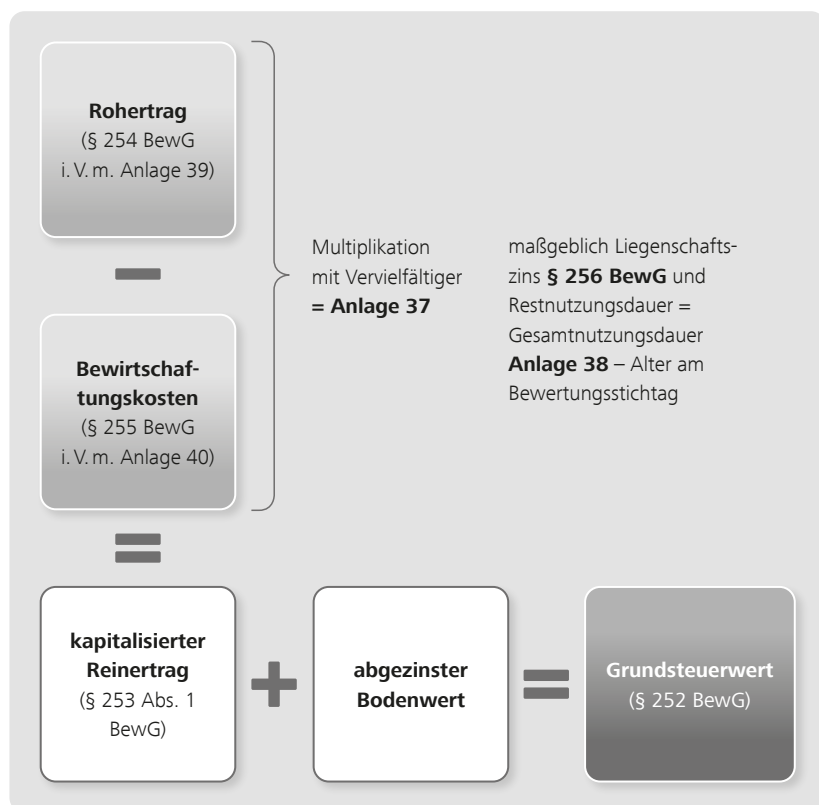 Rohertrag
(§ 254 BewG
i. V. m. Anlage 39)
−
Bewirtschaf-
tungskosten
(§ 255 BewG
i. V. m. Anlage 40)
Multiplikation
mit Vervielfältiger
= Anlage 37
maßgeblich Liegenschafts-
zins § 256 BewG und
Restnutzungsdauer =
Gesamtnutzungsdauer
Anlage 38 – Alter am
Bewertungsstichtag
=
kapitalisierter
Reinertrag
(§ 253 Abs. 1
BewG)
+
abgezinster
Bodenwert
=
Grundsteuerwert
(§ 252 BewG)